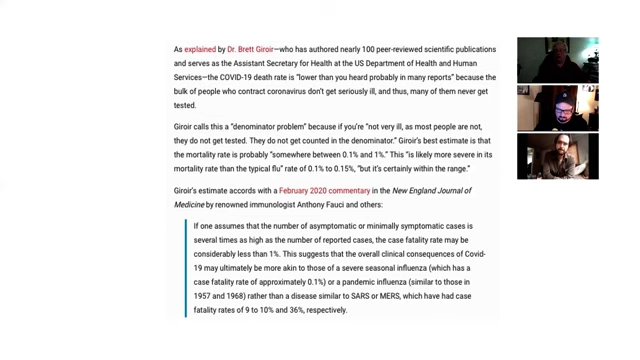 As explained by Dr. Brett Giroir—who has authored nearly 100 peer-reviewed scientific publications
and serves as the Assistant Secretary for Health at the US Department of Health and Human
Services—the COVID-19 death rate is "lower than you heard probably in many reports" because the
bulk of people who contract coronavirus don't get seriously ill, and thus, many of them never get
tested.
Giroir calls this a "denominator problem" because if you're "not very ill, as most people are not,
they do not get tested. They do not get counted in the denominator." Giroir's best estimate is that
the mortality rate is probably "somewhere between 0.1% and 1%." This "is likely more severe in its
mortality rate than the typical flu" rate of 0.1% to 0.15%, "but it's certainly within the range."
Giroir's estimate accords with a February 2020 commentary in the New England Journal of
Medicine by renowned immunologist Anthony Fauci and others:
If one assumes that the number of asymptomatic or minimally symptomatic cases is
several times as high as the number of reported cases, the case fatality rate may be
considerably less than 1%. This suggests that the overall clinical consequences of Covid-
19 may ultimately be more akin to those of a severe seasonal influenza (which has a
case fatality rate of approximately 0.1%) or a pandemic influenza (similar to those in
1957 and 1968) rather than a disease similar to SARS or MERS, which have had case
fatality rates of 9 to 10% and 36%, respectively.